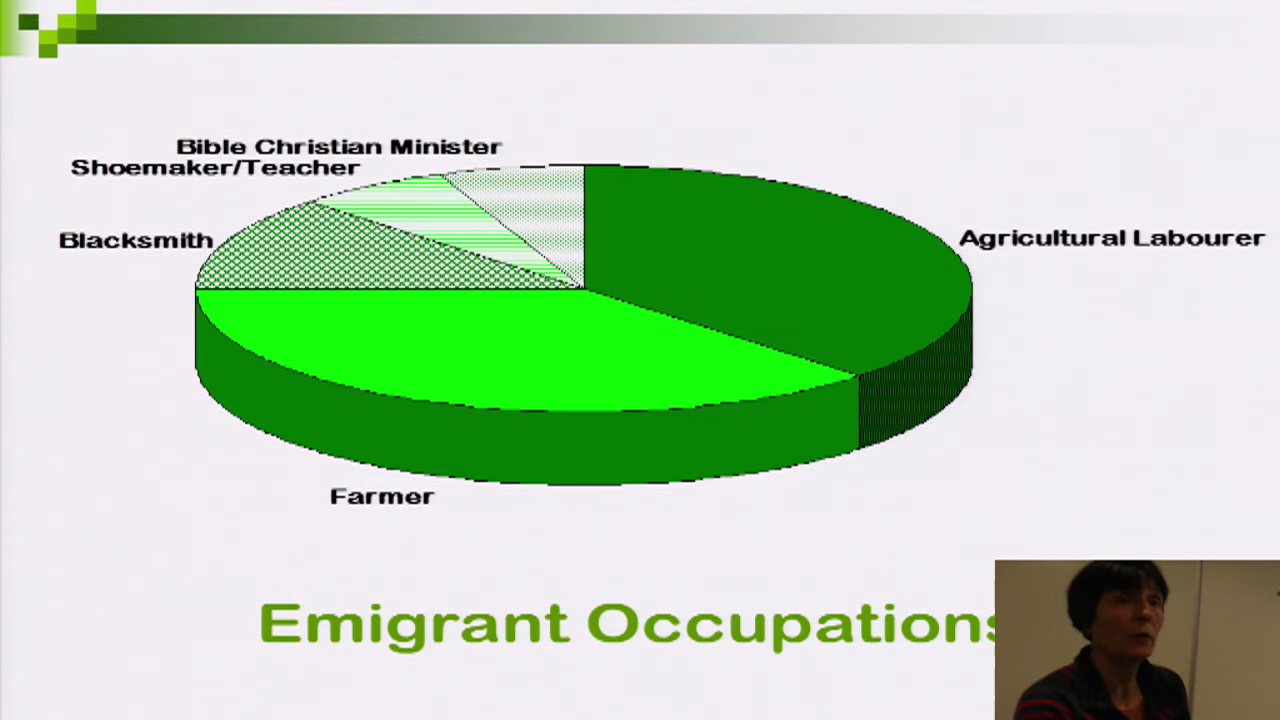 Bible Christian Minister
Shoemaker/Teacher
Blacksmith
Agricultural Labourer
Farmer
Emigrant Occupations